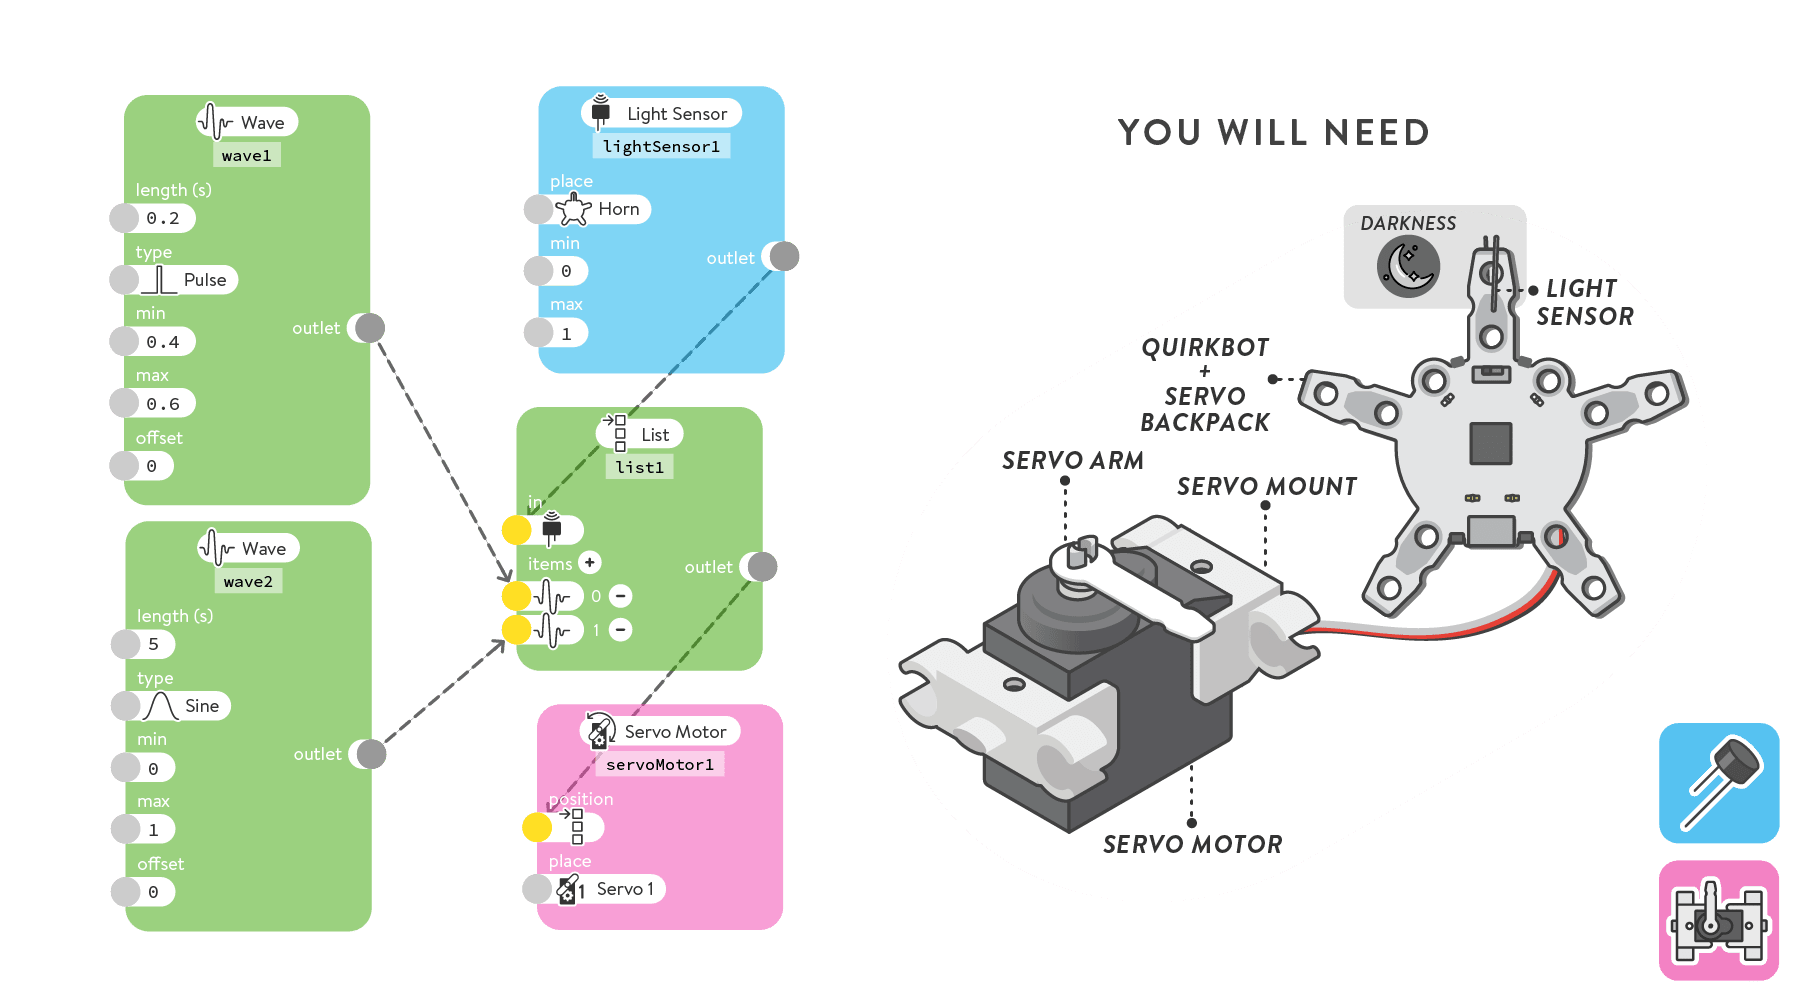 Wave
wave1
length (s)
0.2
type
Pulse
min
0.4
max
0.6
offset
0
outlet
Wave
wave2
length (s)
5
type
Sine
min
0
max
1
offset
0
outlet
Light Sensor
lightSensor1
place
Horn
min
0
max
1
outlet
List
list1
in
items +
0 −
1 −
outlet
Servo Motor
servoMotor1
position
place
1 Servo 1
YOU WILL NEED
DARKNESS
LIGHT
SENSOR
QUIRKBOT
+
SERVO
BACKPACK
SERVO ARM
SERVO MOUNT
SERVO MOTOR